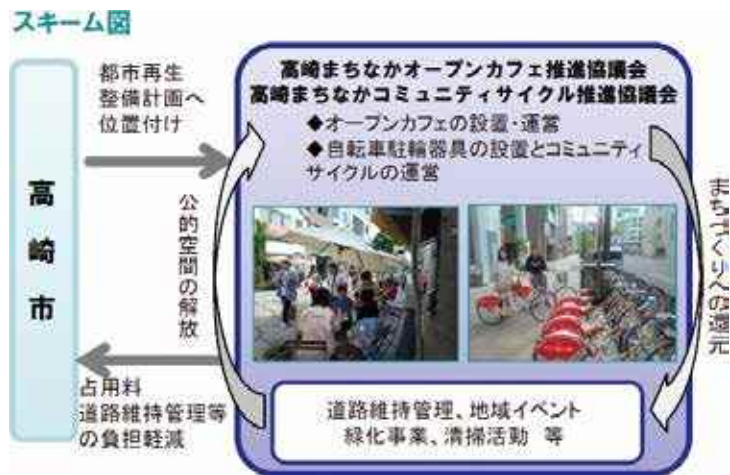 スキーム図
高崎市
都市再生
整備計画へ
位置付け
高崎まちなかオープンカフェ推進協議会
高崎まちなかコミュニティサイクル推進協議会
◆オープンカフェの設置・運営
◆自転車駐輪器具の設置とコミュニティ
サイクルの運営
公的空間の解放
まちづくりへの還元
占用料
道路維持管理等
の負担軽減
道路維持管理、地域イベント
緑化事業、清掃活動 等